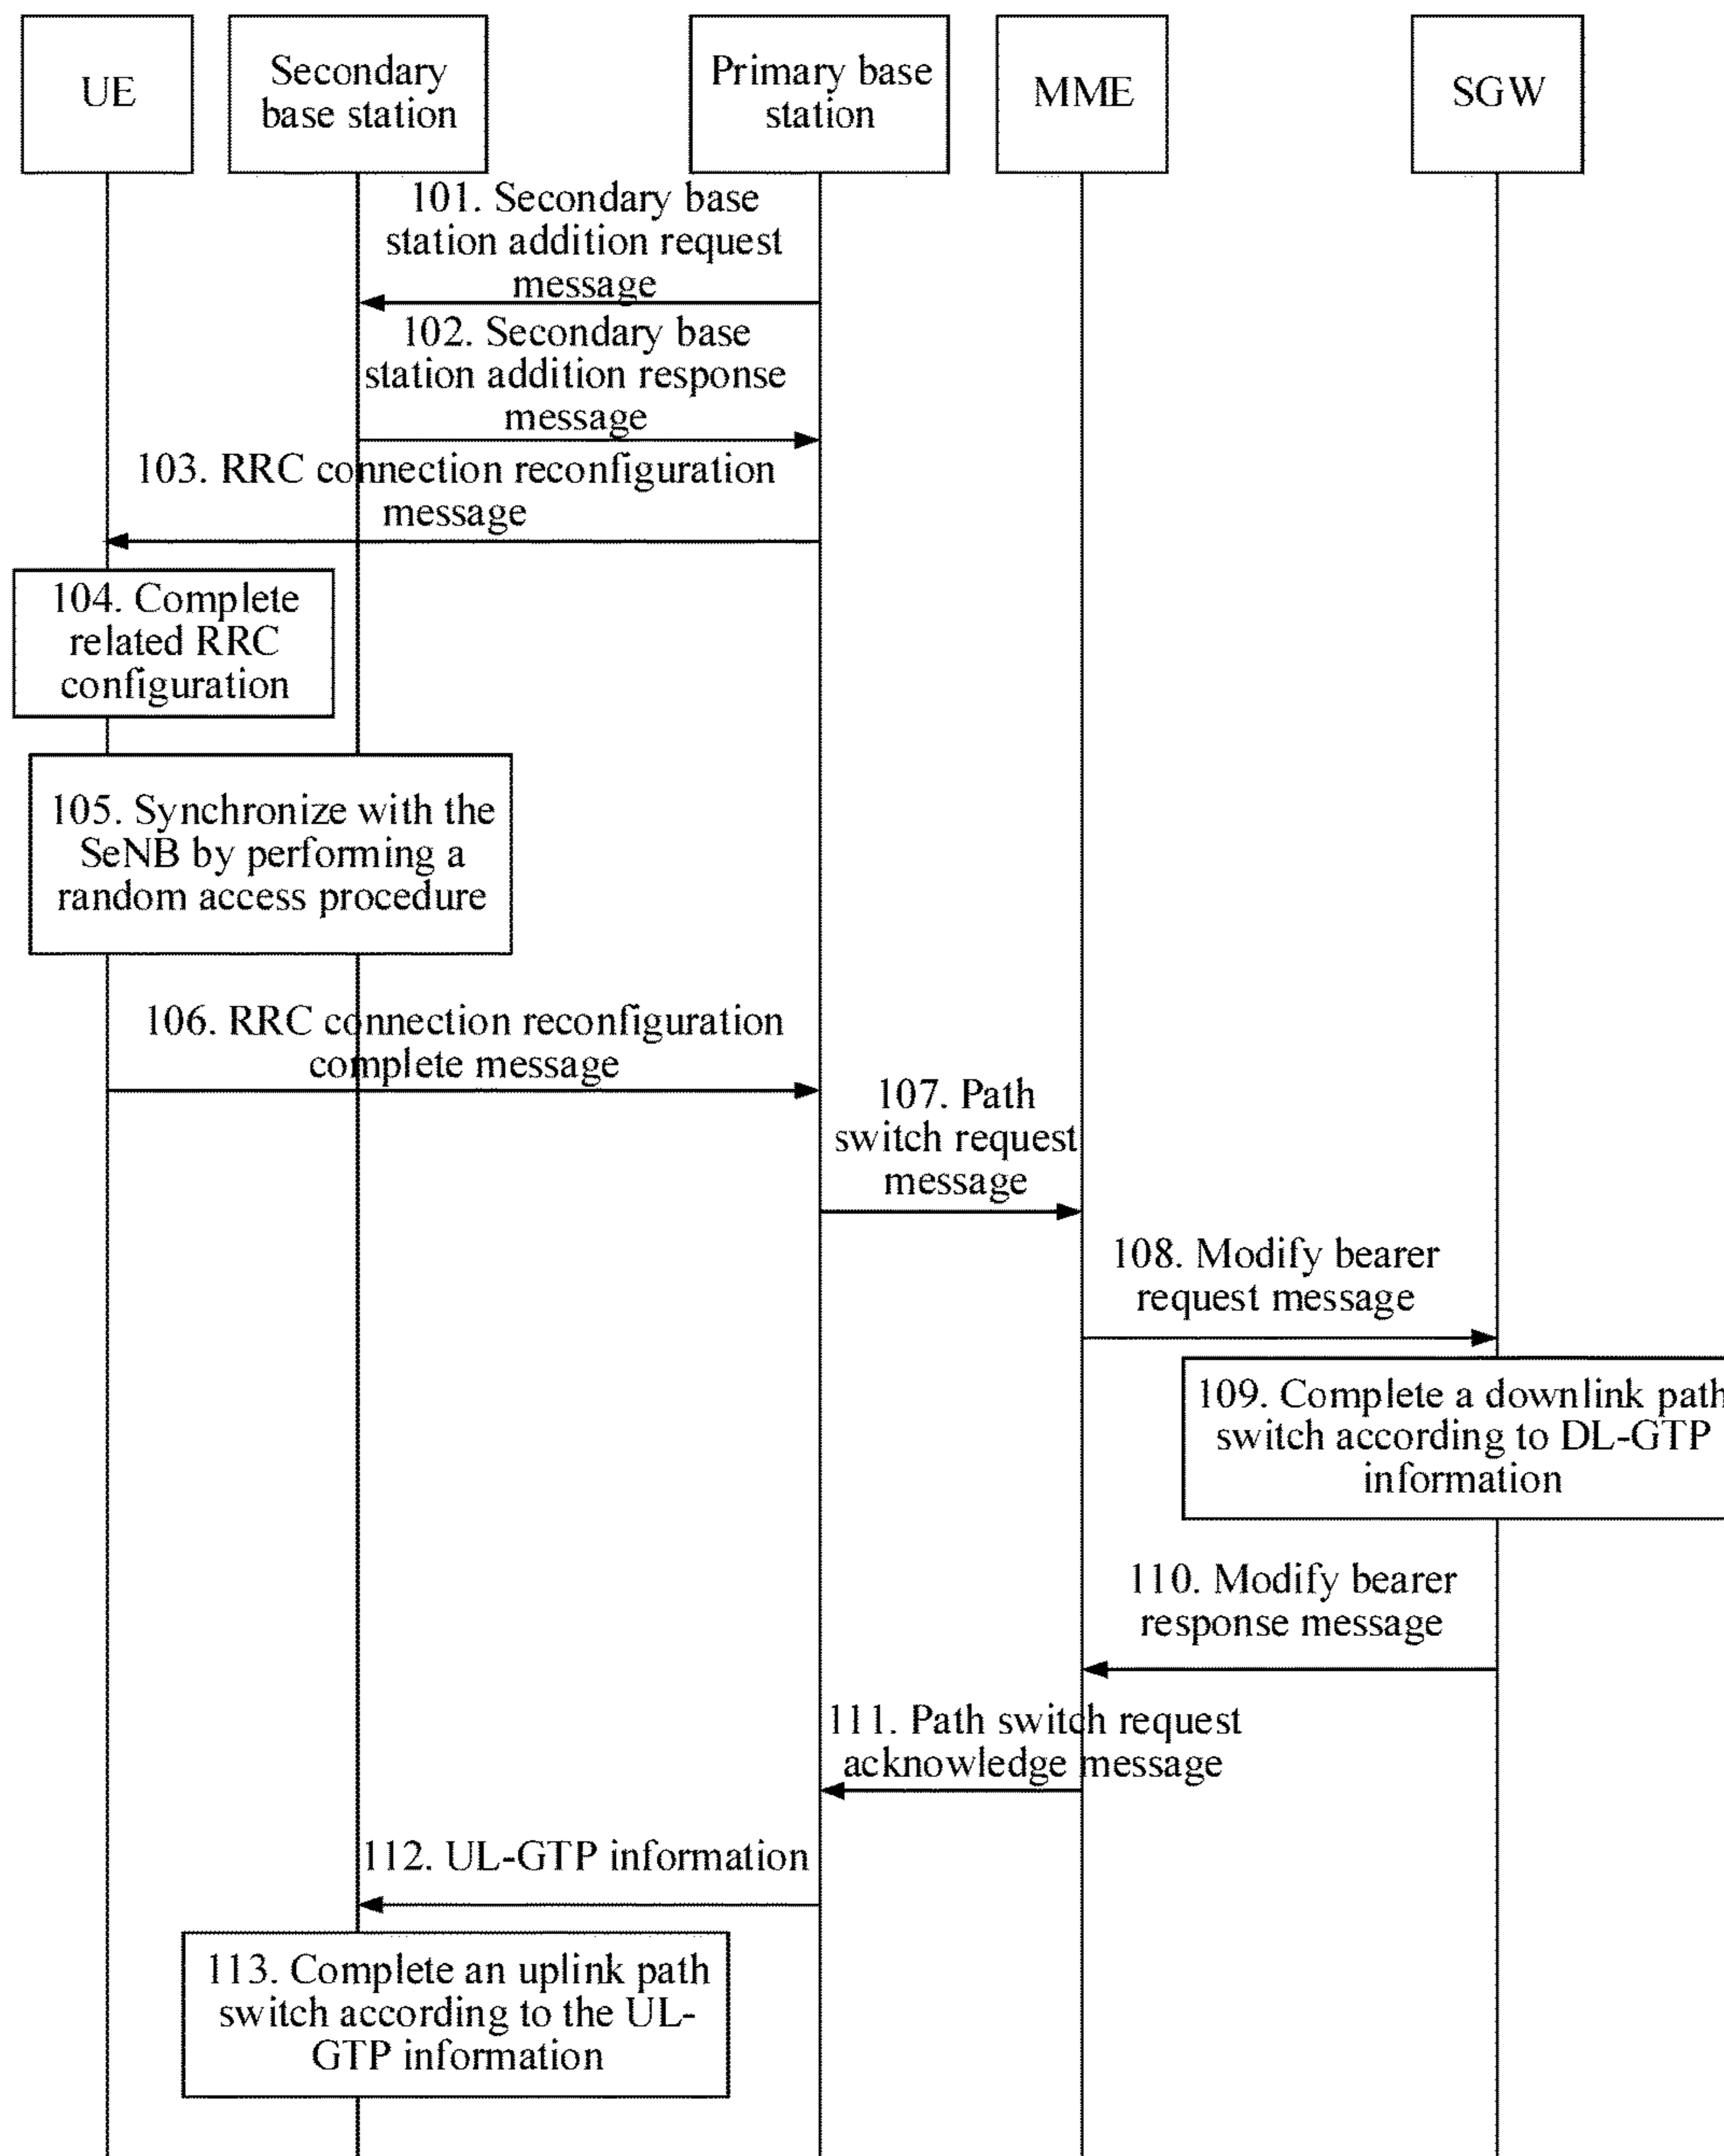 UE
Secondary
base station
Primary base
station
MME
SGW
101. Secondary base
station addition request
message
102. Secondary base
station addition response
message
103. RRC connection reconfiguration
message
104. Complete
related RRC
configuration
105. Synchronize with the
SeNB by performing a
random access procedure
106. RRC connection reconfiguration
complete message
107. Path
switch request
message
108. Modify bearer
request message
109. Complete a downlink path
switch according to DL-GTP
information
110. Modify bearer
response message
111. Path switch request
acknowledge message
112. UL-GTP information
113. Complete an uplink path
switch according to the UL-
GTP information